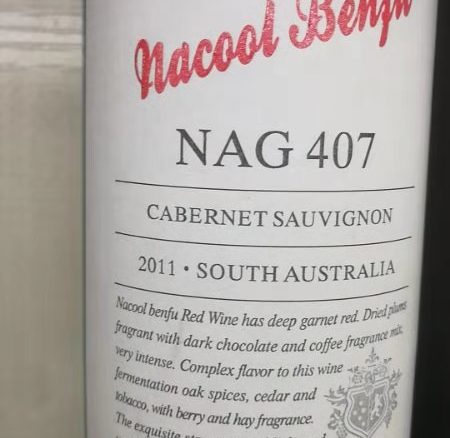 Nacool Benfu
NAG 407
CABERNET SAUVIGNON
2011 • SOUTH AUSTRALIA
Nacool benfu Red Wine has deep garnet red. Dried plums
fragrant with dark chocolate and coffee fragrance mix.
very intense. Complex flavor to this wine
fermentation oak spices, cedar and
tobacco, with berry and hay fragrance.
The exquisite